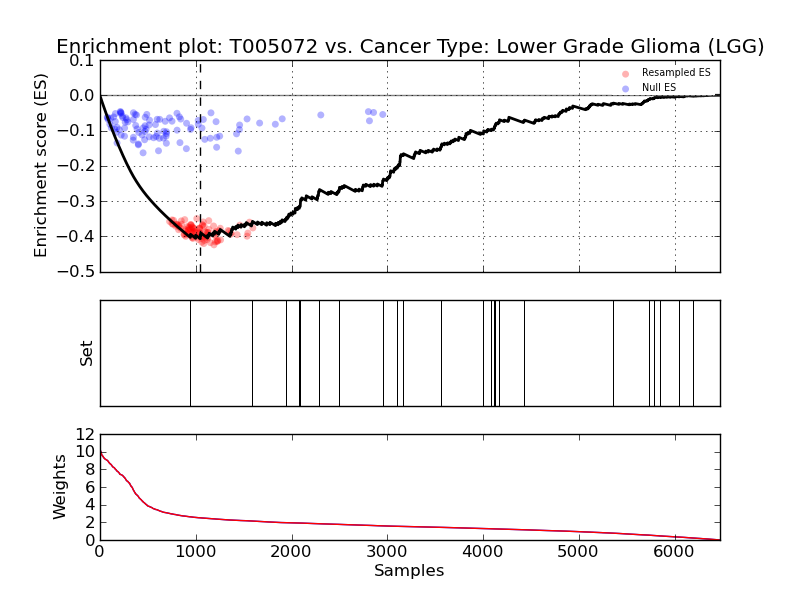 Enrichment plot: T005072 vs. Cancer Type: Lower Grade Glioma (LGG)
Enrichment score (ES)
0.1
0.0
−0.1
−0.2
−0.3
−0.4
−0.5
Resampled ES
Null ES
Set
Weights
12
10
8
6
4
2
0
0 1000 2000 3000 4000 5000 6000
Samples